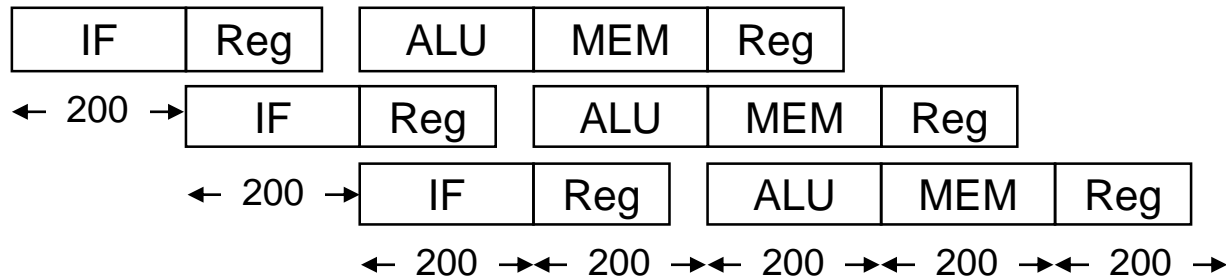 IF Reg ALU MEM Reg
200 IF Reg ALU MEM Reg
200 IF Reg ALU MEM Reg
200 200 200 200 200